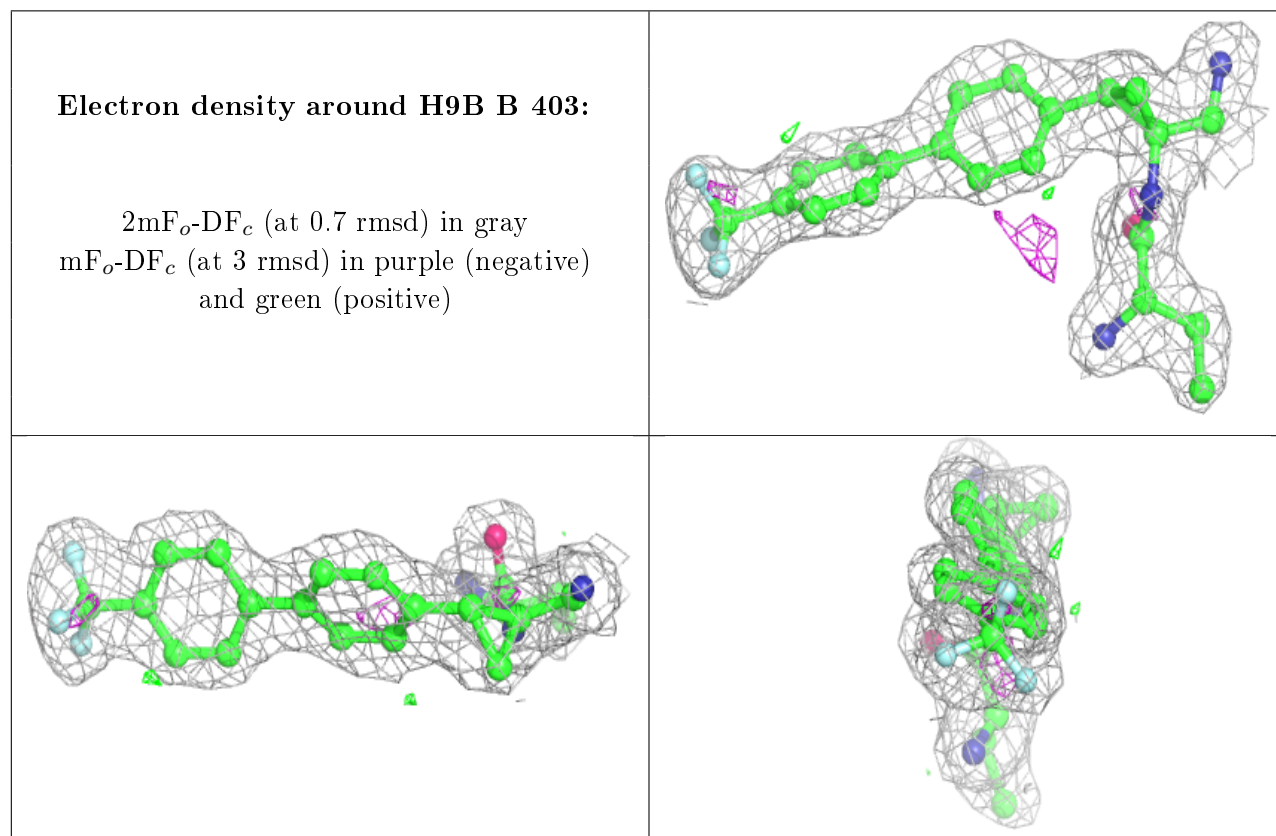 Electron density around H9B B 403:
2mFₒ-DF𝒸 (at 0.7 rmsd) in gray
mFₒ-DF𝒸 (at 3 rmsd) in purple (negative)
and green (positive)